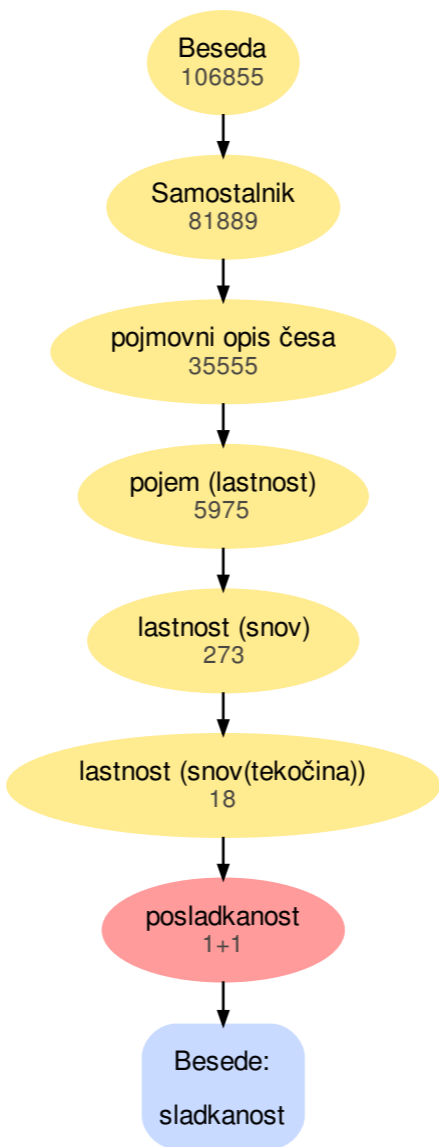 Beseda
106855
Samostalnik
81889
pojmovni opis česa
35555
pojem (lastnost)
5975
lastnost (snov)
273
lastnost (snov(tekočina))
18
posladkanost
1+1
Besede:
sladkanost